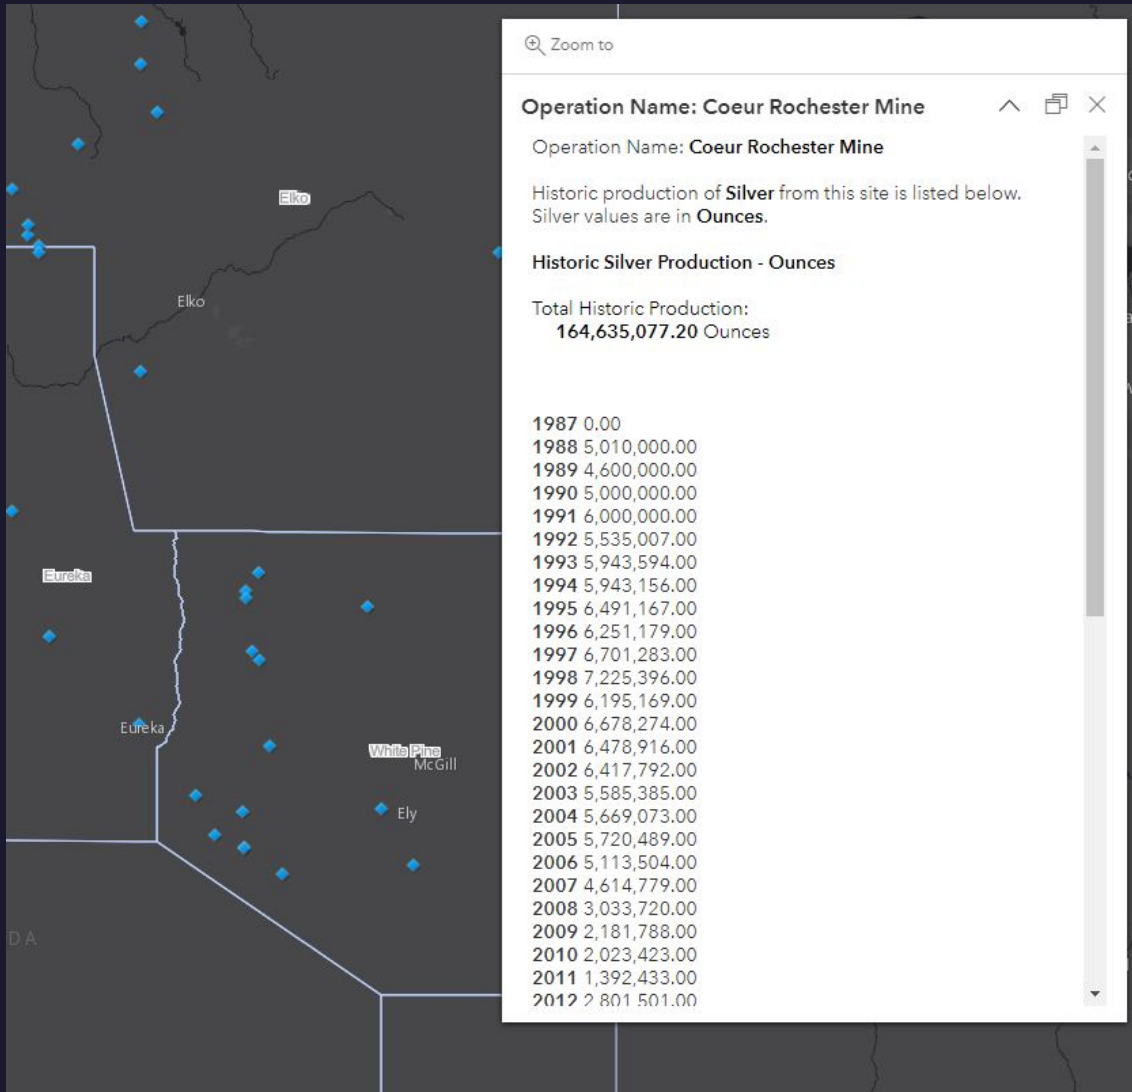 Zoom to
Operation Name: Coeur Rochester Mine
Operation Name: Coeur Rochester Mine
Historic production of Silver from this site is listed below.
Silver values are in Ounces.
Historic Silver Production - Ounces
Total Historic Production:
164,635,077.20 Ounces
1987 0.00
1988 5,010,000.00
1989 4,600,000.00
1990 5,000,000.00
1991 6,000,000.00
1992 5,535,007.00
1993 5,943,594.00
1994 5,943,156.00
1995 6,491,167.00
1996 6,251,179.00
1997 6,701,283.00
1998 7,225,396.00
1999 6,195,169.00
2000 6,678,274.00
2001 6,478,916.00
2002 6,417,792.00
2003 5,585,385.00
2004 5,669,073.00
2005 5,720,489.00
2006 5,113,504.00
2007 4,614,779.00
2008 3,033,720.00
2009 2,181,788.00
2010 2,023,423.00
2011 1,392,433.00
2012 2,801,501.00
Elko
Elko
Eureka
Eureka
White Pine
McGill
Ely
DA